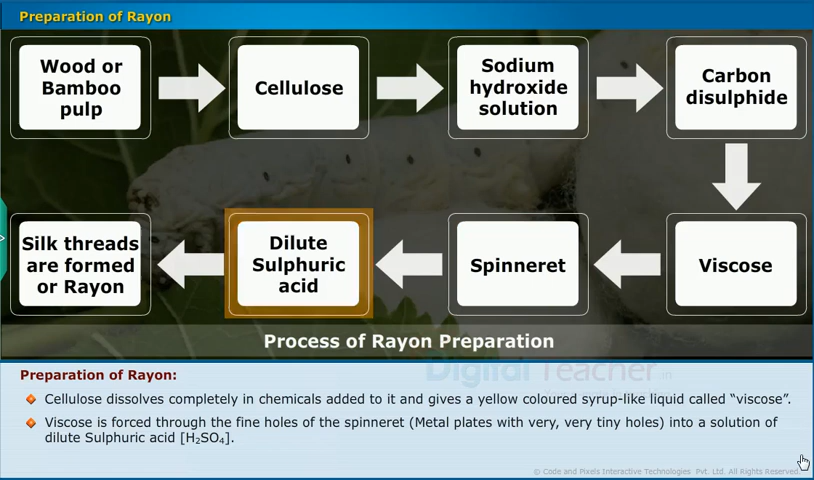 Preparation of Rayon
Wood or
Bamboo
pulp
Cellulose
Sodium
hydroxide
solution
Carbon
disulphide
Silk threads
are formed
or Rayon
Dilute
Sulphuric
acid
Spinneret
Viscose
Process of Rayon Preparation
Digital Teacher.in
Preparation of Rayon:
Cellulose dissolves completely in chemicals added to it and gives a yellow coloured syrup-like liquid called “viscose”.
Viscose is forced through the fine holes of the spinneret (Metal plates with very, very tiny holes) into a solution of
dilute Sulphuric acid [H₂SO₄].
© Code and Pixels Interactive Technologies Pvt. Ltd. All Rights Reserved.